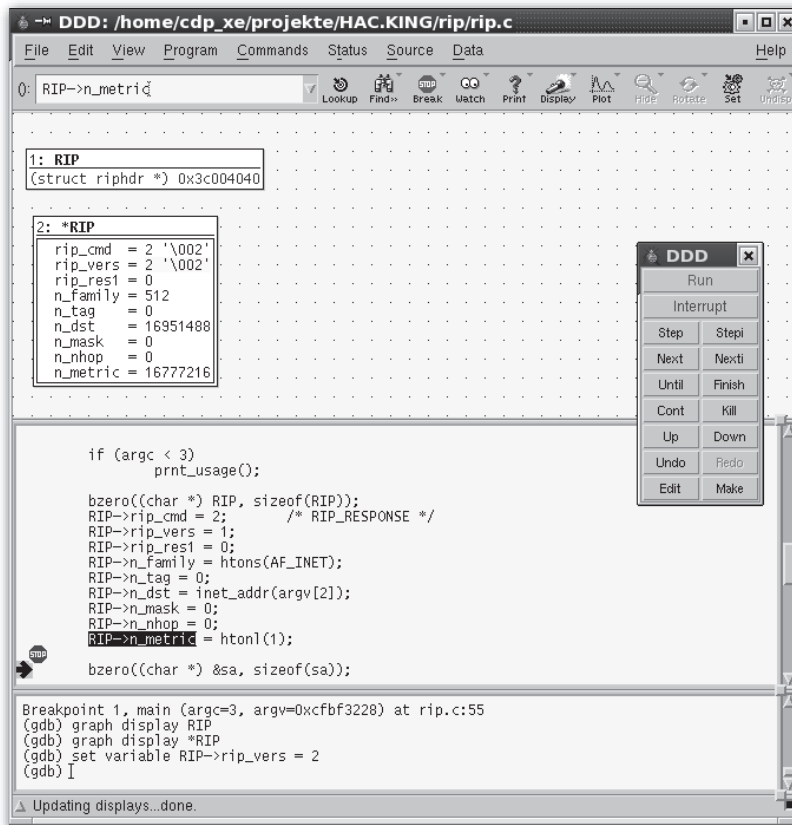 DDD: /home/cdp_xe/projekte/HAC.KING/rip/rip.c
File Edit View Program Commands Status Source Data Help
(): RIP->n_metric
Lookup Find>> Break Watch Print Display Plot Hide Rotate Set Undisp
1: RIP
(struct riphdr *) 0x3c004040
2: *RIP
rip_cmd = 2 '\002'
rip_vers = 2 '\002'
rip_res1 = 0
n_family = 512
n_tag = 0
n_dst = 16951488
n_mask = 0
n_nhop = 0
n_metric = 16777216
DDD
Run
Interrupt
Step Stepi
Next Nexti
Until Finish
Cont Kill
Up Down
Undo Redo
Edit Make
if (argc < 3)
prnt_usage();
bzero((char *) RIP, sizeof(RIP));
RIP->rip_cmd = 2; /* RIP_RESPONSE */
RIP->rip_vers = 1;
RIP->rip_res1 = 0;
RIP->n_family = htons(AF_INET);
RIP->n_tag = 0;
RIP->n_dst = inet_addr(argv[2]);
RIP->n_mask = 0;
RIP->n_nhop = 0;
RIP->n_metric = htonl(1);
STOP
bzero((char *) &sa, sizeof(sa));
Breakpoint 1, main (argc=3, argv=0xcfbf3228) at rip.c:55
(gdb) graph display RIP
(gdb) graph display *RIP
(gdb) set variable RIP->rip_vers = 2
(gdb)
Updating displays...done.